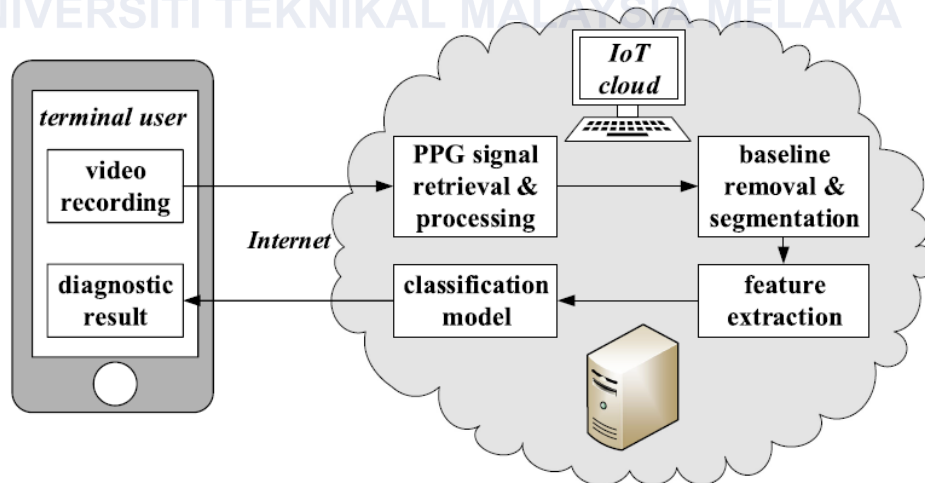 UNIVERSITI TEKNIKAL MALAYSIA MELAKA
IoT
cloud
terminal user
video
recording
PPG signal
retrieval &
processing
baseline
removal &
segmentation
Internet
diagnostic
result
classification
model
feature
extraction